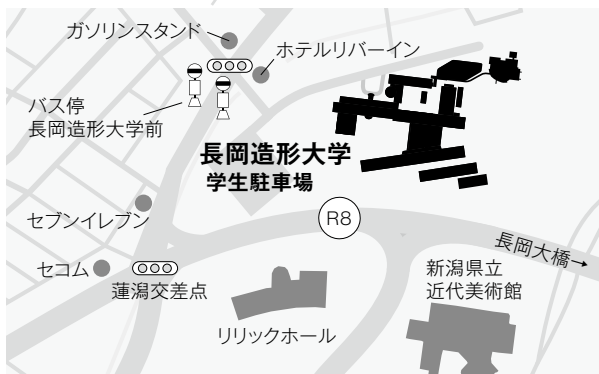 ガソリンスタンド
ホテルリバーイン
バス停
長岡造形大学前
長岡造形大学
学生駐車場
セブンイレブン
R8
長岡大橋→
セコム
蓮潟交差点
新潟県立
近代美術館
リリックホール